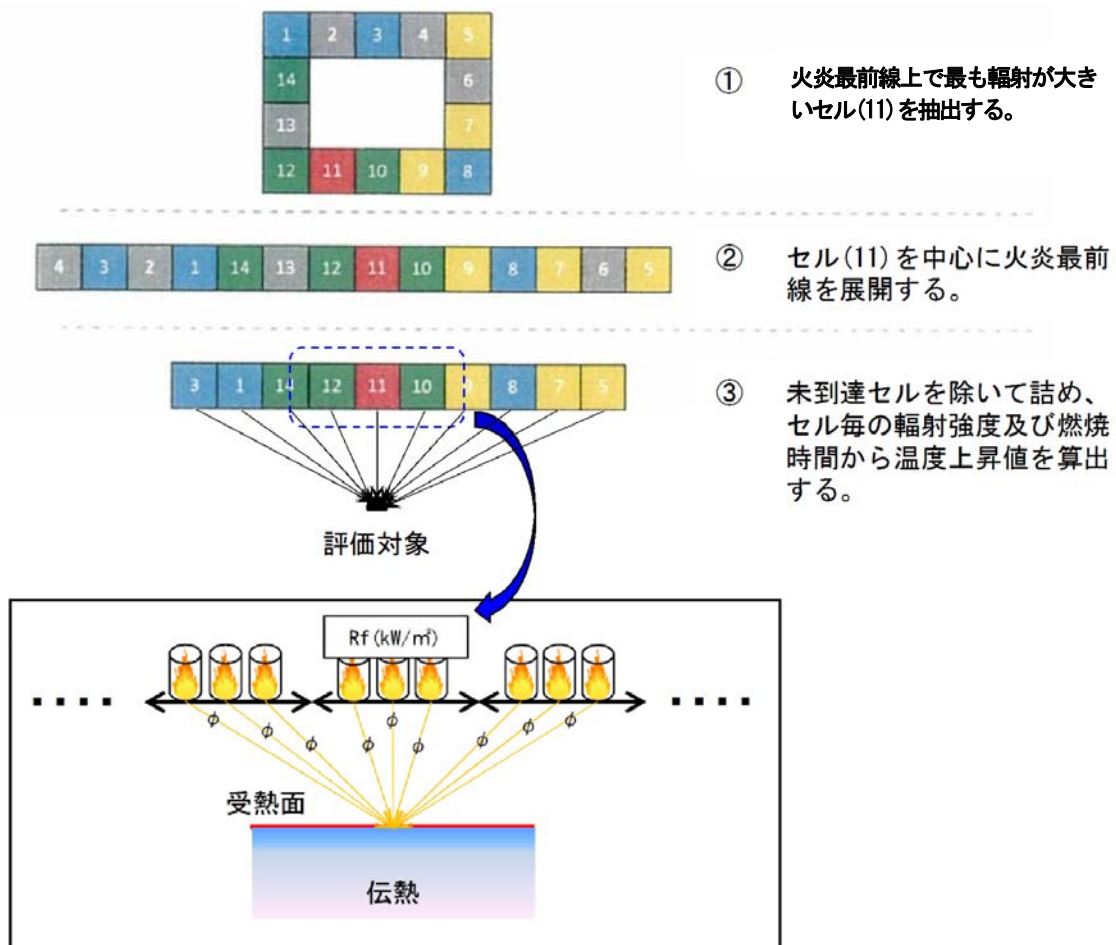 1 2 3 4 5
14 6
13 7
12 11 10 9 8
① 火炎最前線上で最も輻射が大き
いセル(11)を抽出する。
4 3 2 1 14 13 12 11 10 9 8 7 6 5
② セル(11)を中心に火炎最前
線を展開する。
3 1 14 12 11 10 9 8 7 5
③ 未到達セルを除いて詰め、
セル毎の輻射強度及び燃焼
時間から温度上昇値を算出
する。
評価対象
Rf(kW/㎡)
φ φ φ φ φ φ φ φ φ
受熱面
伝熱